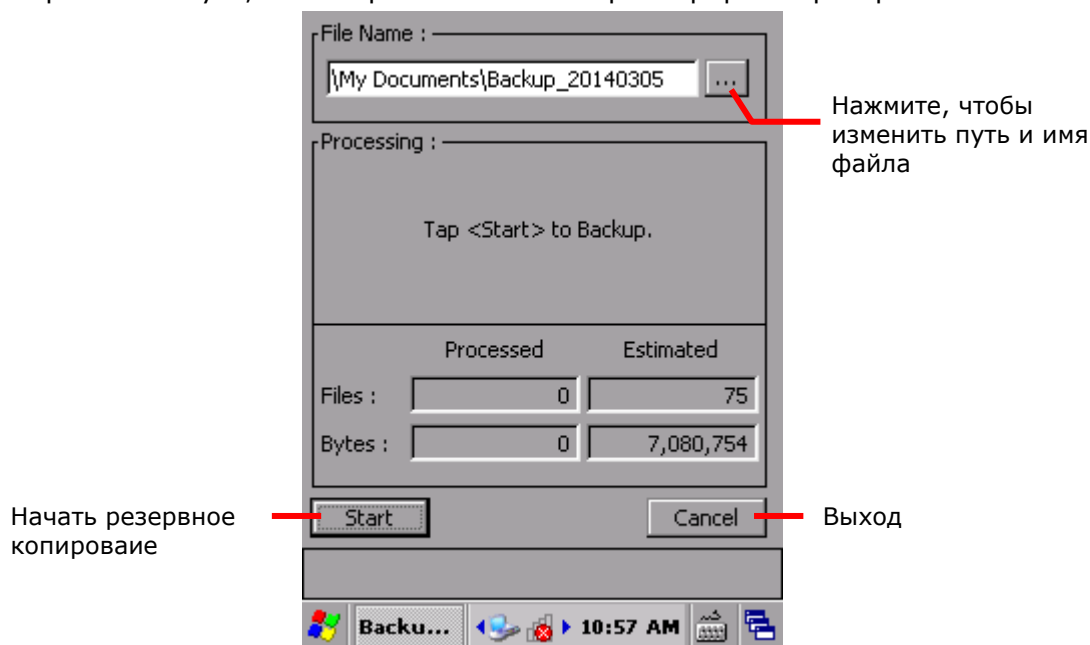 File Name :
\My Documents\Backup_20140305
...
Нажмите, чтобы
изменить путь и имя
файла
Processing :
Tap <Start> to Backup.
Processed Estimated
Files : 0 75
Bytes : 0 7,080,754
Начать резервное
копироваие
Start
Cancel
Выход
Backu...
10:57 AM